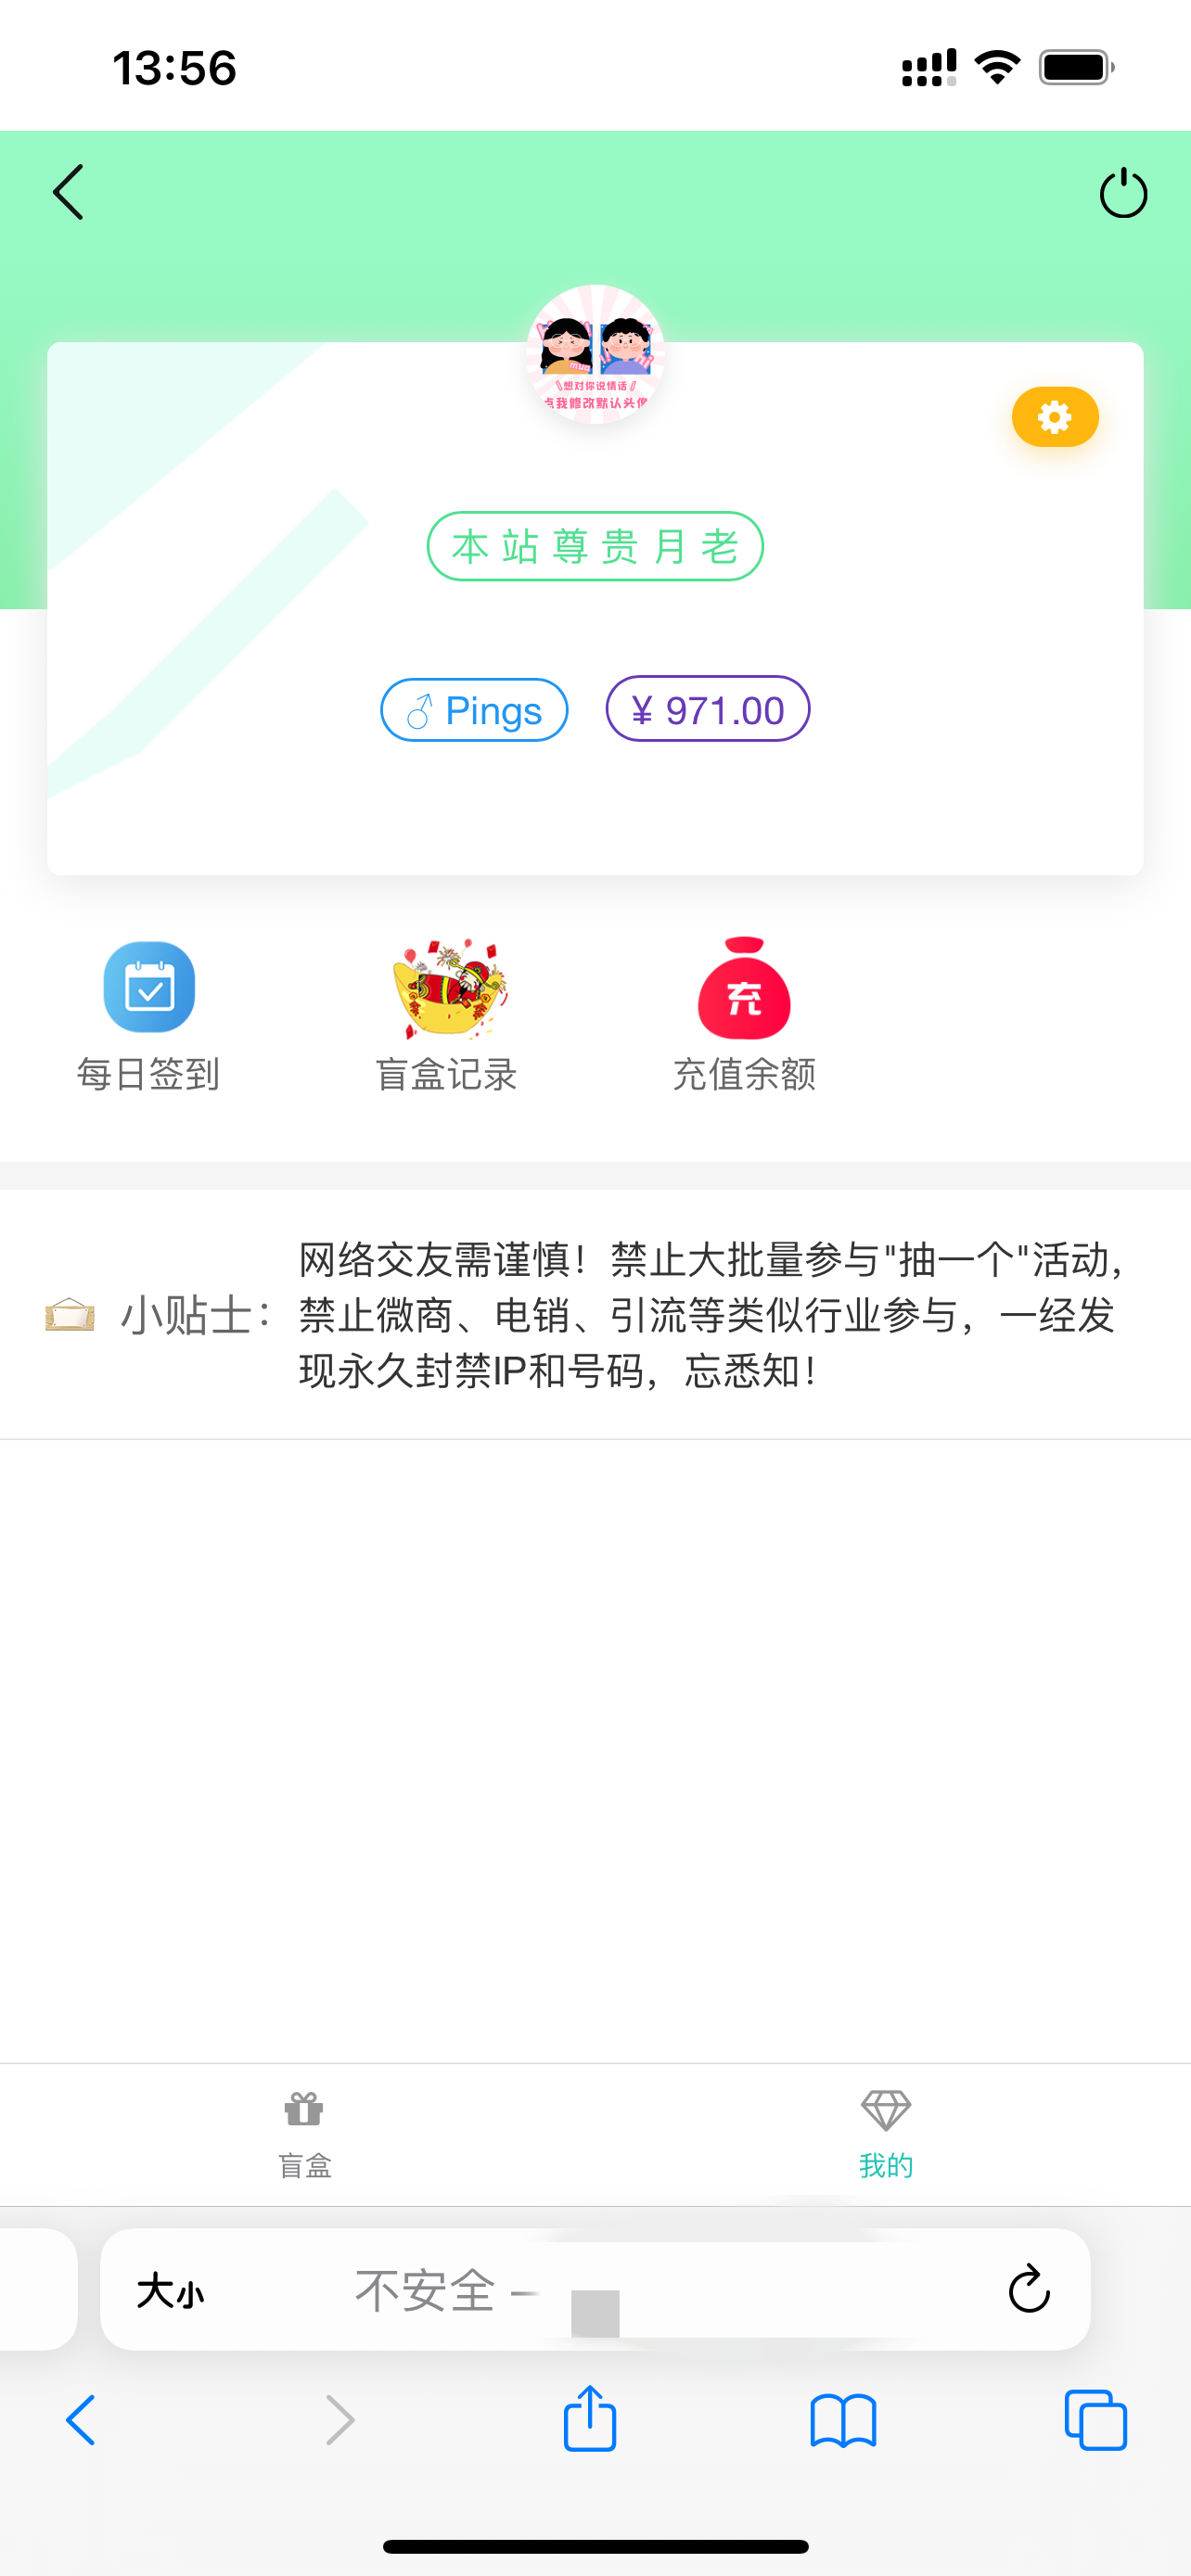 13:56
想对你说情话
点我修改默认头像
本站尊贵月老
♂ Pings
¥ 971.00
充
每日签到
盲盒记录
充值余额
小贴士：
网络交友需谨慎！禁止大批量参与"抽一个"活动，
禁止微商、电销、引流等类似行业参与，一经发
现永久封禁IP和号码，忘悉知！
盲盒
我的
大小
不安全 –